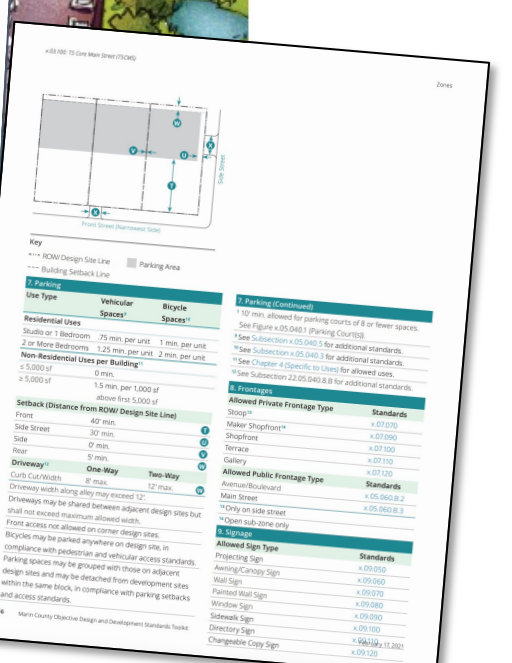 x.03.160: T5 Core Main Street (T5CMS)
Zones
W
X
V
U
T
Side Street
X
Front Street (Narrowest Side)
Key
ROW/ Design Site Line
Parking Area
Building Setback Line
7. Parking
Use Type Vehicular Spaces Bicycle Spaces
Residential Uses
Studio or 1 Bedroom .75 min. per unit 1 min. per unit
2 or More Bedrooms 1.25 min. per unit 2 min. per unit
Non-Residential Uses per Building¹¹
≤ 5,000 sf 0 min.
≥ 5,000 sf 1.5 min. per 1,000 sf
above first 5,000 sf
Setback (Distance from ROW/ Design Site Line)
Front 40' min. T
Side Street 30' min. U
Side 0' min. V
Rear 5' min. W
Driveway¹² One-Way Two-Way
Curb Cut/Width 8' max. 12' max. W
Driveway width along alley may exceed 12'.
Driveways may be shared between adjacent design sites but
shall not exceed maximum allowed width.
Front access not allowed on corner design sites.
Bicycles may be parked anywhere on design site, in
compliance with pedestrian and vehicular access standards.
Parking spaces may be grouped with those on adjacent
design sites and may be detached from development sites
within the same block, in compliance with parking setbacks
and access standards.
6 Marin County Objective Design and Development Standards Toolkit
7. Parking (Continued)
10' min. allowed for parking courts of 8 or fewer spaces.
See Figure x.05.040.1 (Parking Court(s)).
See Subsection x.05.040.5 for additional standards.
See Subsection x.05.040.3 for additional standards.
See Chapter 4 (Specific to Uses) for allowed uses.
See Subsection 22.05.040.8.B for additional standards.
8. Frontages
Allowed Private Frontage Type Standards
Stoop¹³ x.07.070
Maker Shopfront¹⁴ x.07.090
Shopfront x.07.100
Terrace x.07.110
Gallery x.07.120
Allowed Public Frontage Type Standards
Avenue/Boulevard x.05.060.B.2
Main Street x.05.060.B.3
¹³ Only on side street
¹⁴ Open sub-zone only
9. Signage
Allowed Sign Type Standards
Projecting Sign x.09.050
Awning/Canopy Sign x.09.060
Wall Sign x.09.070
Painted Wall Sign x.09.080
Window Sign x.09.090
Sidewalk Sign x.09.100
Directory Sign x.09.110
Changeable Copy Sign x.09.120
February 17, 2021